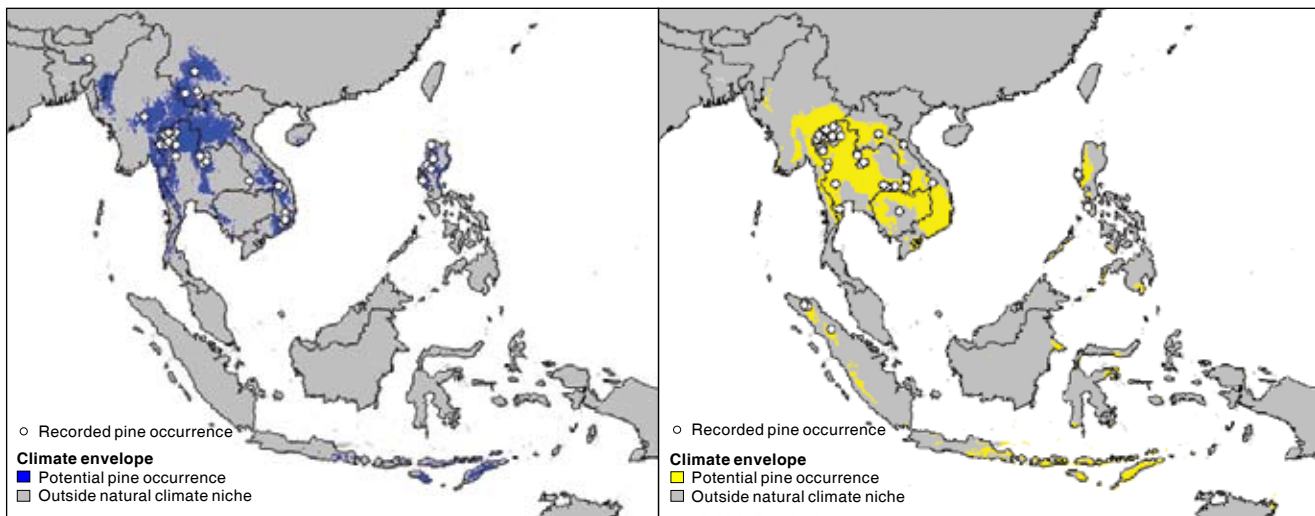 Recorded pine occurrence
Climate envelope
Potential pine occurrence
Outside natural climate niche
Recorded pine occurrence
Climate envelope
Potential pine occurrence
Outside natural climate niche